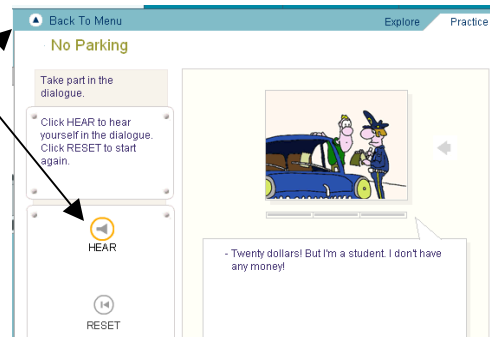 Back To Menu
Explore
Practice
No Parking
Take part in the
dialogue.
Click HEAR to hear
yourself in the dialogue.
Click RESET to start
again.
HEAR
RESET
- Twenty dollars! But I'm a student. I don't have
any money!